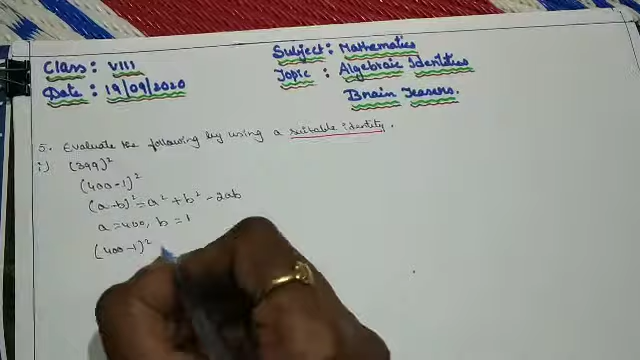 Class: VIII
Date: 19/09/2020
Subject: Mathematics
Topic: Algebraic Identities
Brain Teasers.
5. Evaluate the following by using a suitable identity.
i) (399)²
(400-1)²
(a-b)² = a² + b² - 2ab
a = 400, b = 1
(400-1)²